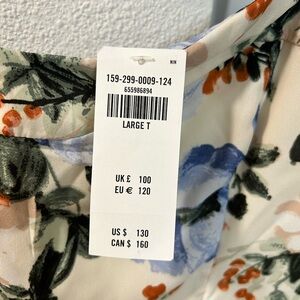 159-299-0009-124
655986894
LARGE T
UK £ 100
EU € 120
US $ 130
CAN $ 160